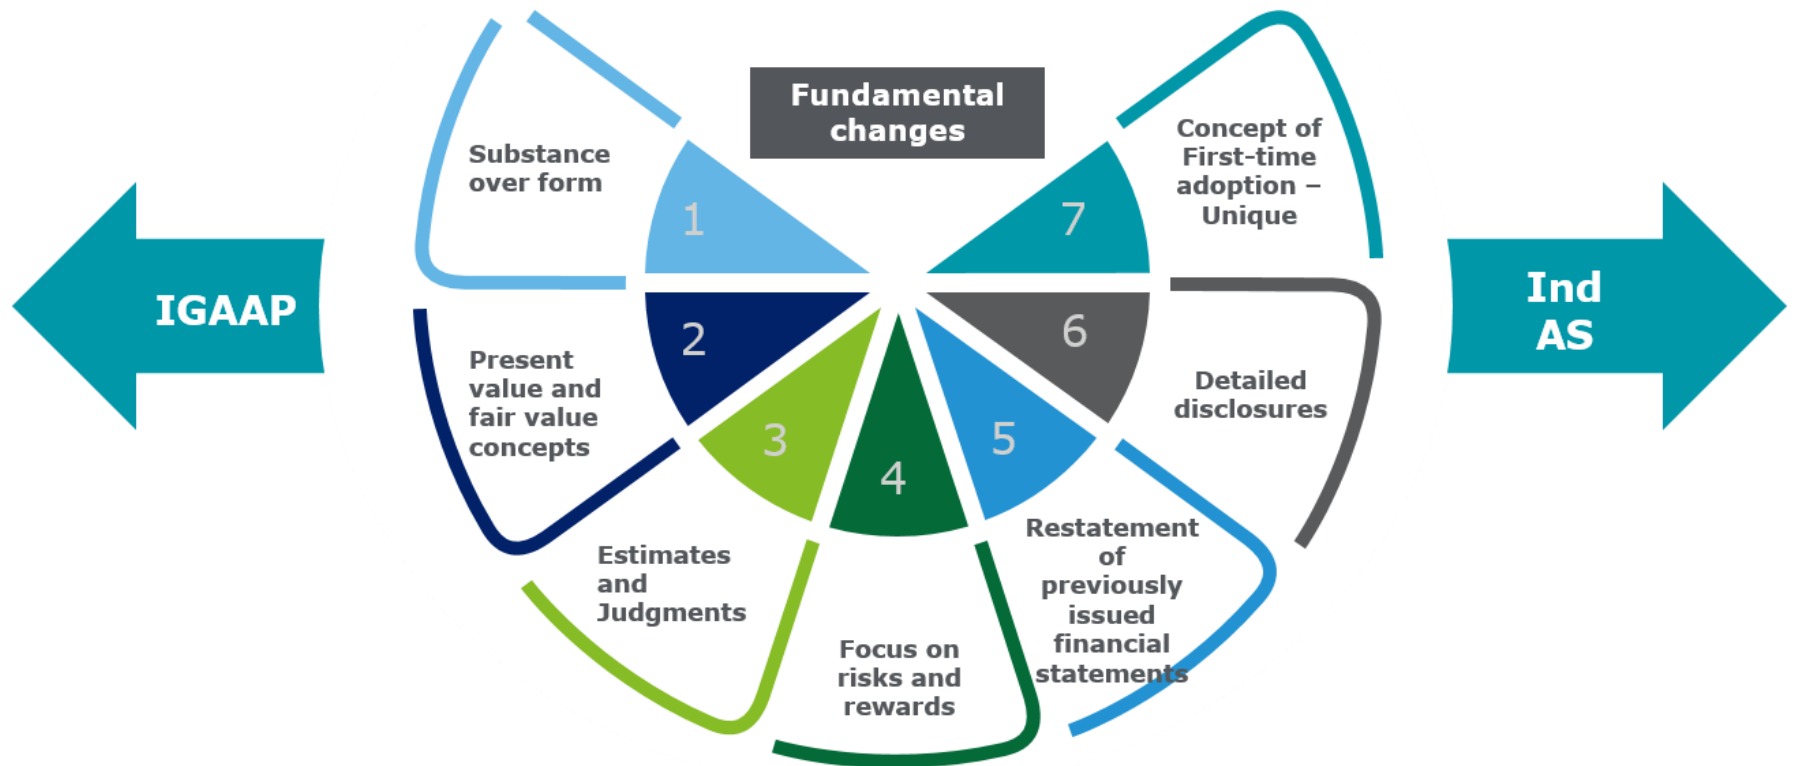 Fundamental
changes
IGAAP
Ind
AS
1
Substance
over form
2
Present
value and
fair value
concepts
3
Estimates
and
Judgments
4
Focus on
risks and
rewards
5
Restatement
of
previously
issued
financial
statements
6
Detailed
disclosures
7
Concept of
First-time
adoption –
Unique